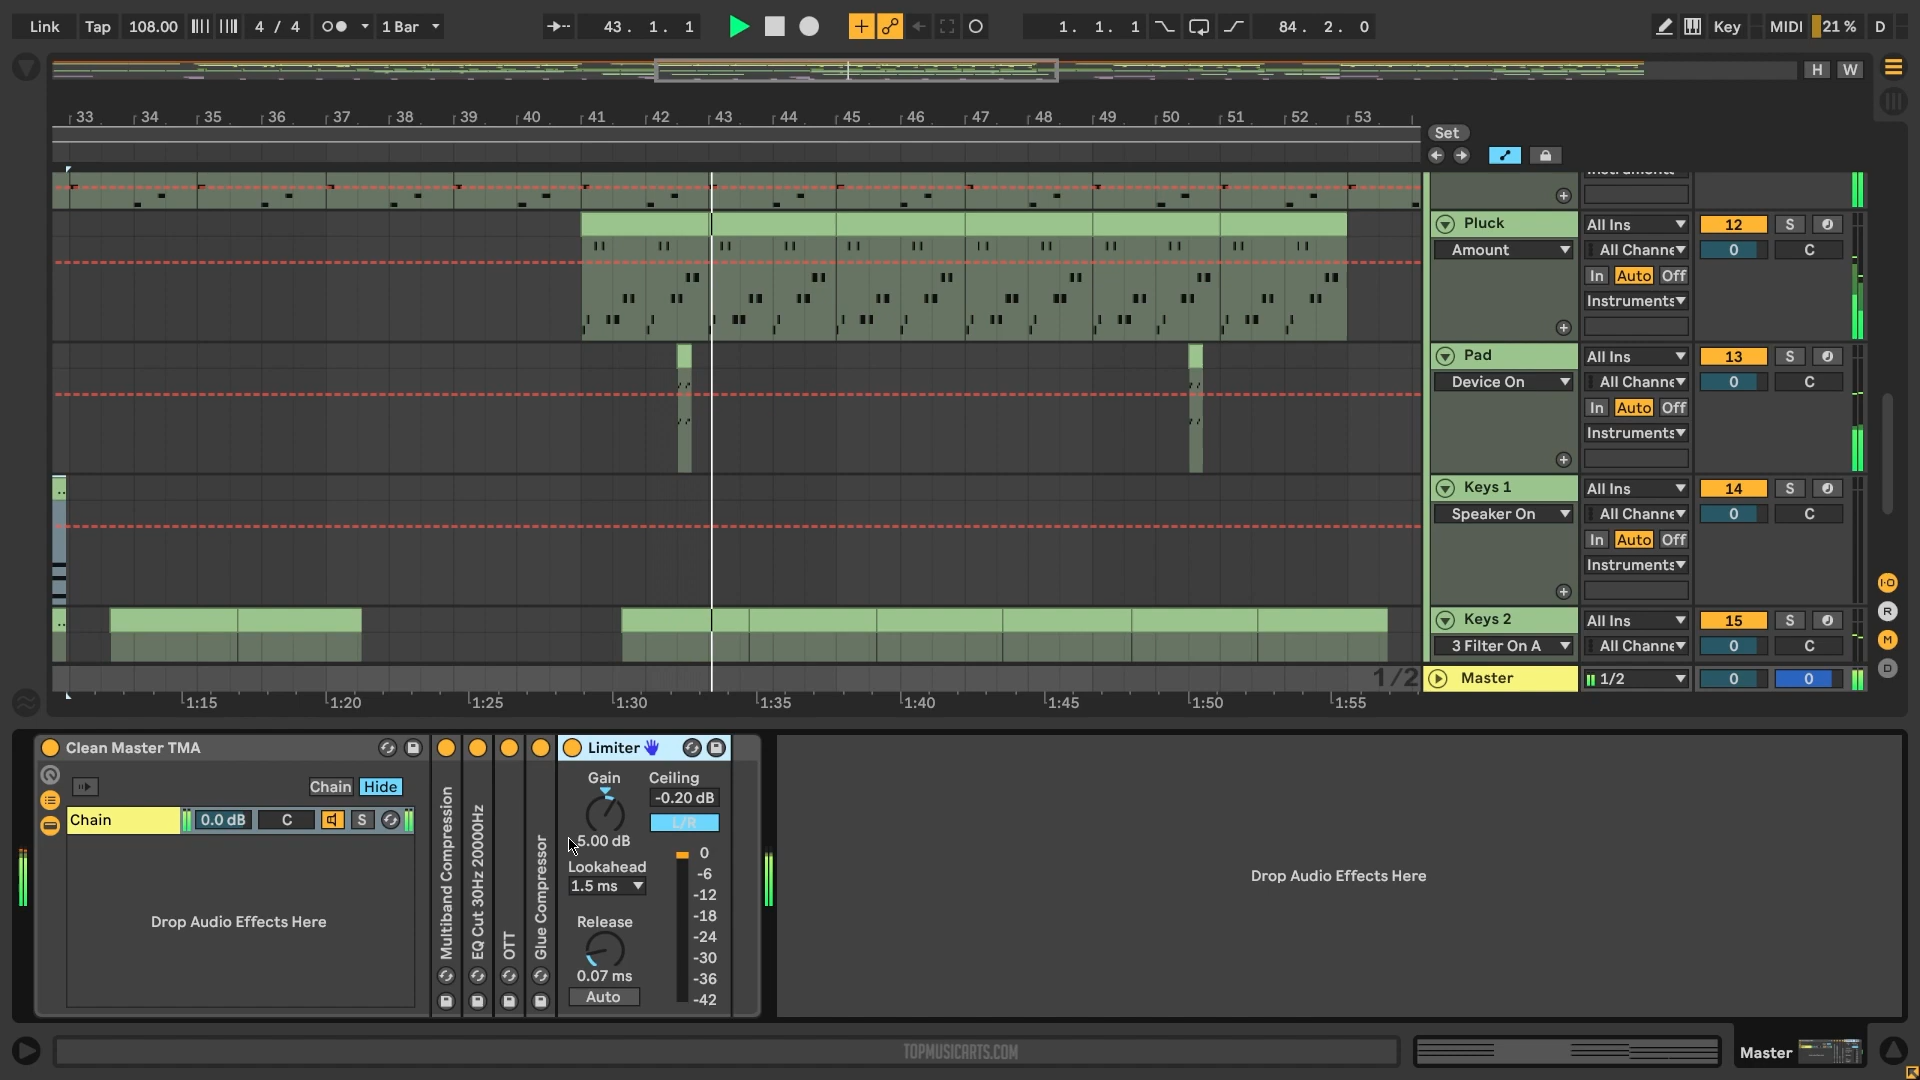 Link Tap 108.00 4 / 4 1 Bar 43. 1. 1 1. 1. 1 84. 2. 0 Key MIDI 21 % D
H W
33 34 35 36 37 38 39 40 41 42 43 44 45 46 47 48 49 50 51 52 53
Set
Pluck All Ins 12 S
Amount All Channe 0 C
In Auto Off
Instruments
Pad All Ins 13 S
Device On All Channe 0 C
In Auto Off
Instruments
Keys 1 All Ins 14 S
Speaker On All Channe 0 C
In Auto Off
Instruments
I·O
R
M
D
Keys 2 All Ins 15 S
3 Filter On A All Channe 0 C
1/2 Master 1/2 0 0
1:15 1:20 1:25 1:30 1:35 1:40 1:45 1:50 1:55
Clean Master TMA
Chain Hide
Chain 0.0 dB C S
Drop Audio Effects Here
Multiband Compression
EQ Cut 30Hz 20000Hz
OTT
Glue Compressor
Limiter
Gain Ceiling
-0.20 dB
L/R
5.00 dB
Lookahead
1.5 ms
Release
0.07 ms
Auto
0
-6
-12
-18
-24
-30
-36
-42
Drop Audio Effects Here
TOPMUSICARTS.COM
Master